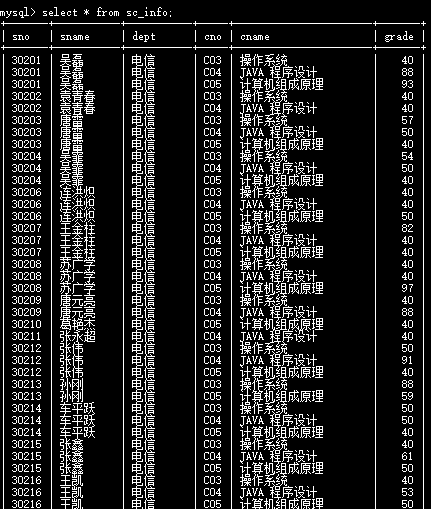 mysql> select * from sc_info;
sno | sname | dept | cno | cname | grade
30201 | 吴磊 | 电信 | C03 | 操作系统 | 40
30201 | 吴磊 | 电信 | C04 | JAVA 程序设计 | 88
30201 | 吴磊 | 电信 | C05 | 计算机组成原理 | 93
30202 | 袁青春 | 电信 | C03 | 操作系统 | 40
30202 | 袁青春 | 电信 | C04 | JAVA 程序设计 | 40
30203 | 唐雷 | 电信 | C03 | 操作系统 | 57
30203 | 唐雷 | 电信 | C04 | JAVA 程序设计 | 50
30203 | 唐雷 | 电信 | C05 | 计算机组成原理 | 40
30204 | 吴霏 | 电信 | C03 | 操作系统 | 54
30204 | 吴霏 | 电信 | C04 | JAVA 程序设计 | 50
30204 | 吴霏 | 电信 | C05 | 计算机组成原理 | 40
30206 | 连洪炽 | 电信 | C03 | 操作系统 | 40
30206 | 连洪炽 | 电信 | C04 | JAVA 程序设计 | 40
30206 | 连洪炽 | 电信 | C05 | 计算机组成原理 | 50
30207 | 王金柱 | 电信 | C03 | 操作系统 | 82
30207 | 王金柱 | 电信 | C04 | JAVA 程序设计 | 40
30207 | 王金柱 | 电信 | C05 | 计算机组成原理 | 40
30208 | 苏广学 | 电信 | C03 | 操作系统 | 40
30208 | 苏广学 | 电信 | C04 | JAVA 程序设计 | 40
30208 | 苏广学 | 电信 | C05 | 计算机组成原理 | 97
30209 | 唐元亮 | 电信 | C03 | 操作系统 | 40
30209 | 唐元亮 | 电信 | C04 | JAVA 程序设计 | 88
30210 | 葛艳杰 | 电信 | C05 | 计算机组成原理 | 40
30211 | 张永超 | 电信 | C04 | JAVA 程序设计 | 40
30212 | 张伟 | 电信 | C03 | 操作系统 | 50
30212 | 张伟 | 电信 | C04 | JAVA 程序设计 | 91
30212 | 张伟 | 电信 | C05 | 计算机组成原理 | 40
30213 | 孙刚 | 电信 | C03 | 操作系统 | 88
30213 | 孙刚 | 电信 | C05 | 计算机组成原理 | 59
30214 | 车平跃 | 电信 | C03 | 操作系统 | 50
30214 | 车平跃 | 电信 | C04 | JAVA 程序设计 | 50
30214 | 车平跃 | 电信 | C05 | 计算机组成原理 | 50
30215 | 张鑫 | 电信 | C03 | 操作系统 | 40
30215 | 张鑫 | 电信 | C04 | JAVA 程序设计 | 61
30215 | 张鑫 | 电信 | C05 | 计算机组成原理 | 50
30216 | 王凯 | 电信 | C03 | 操作系统 | 40
30216 | 王凯 | 电信 | C04 | JAVA 程序设计 | 53
30216 | 王凯 | 电信 | C05 | 计算机组成原理 | 50